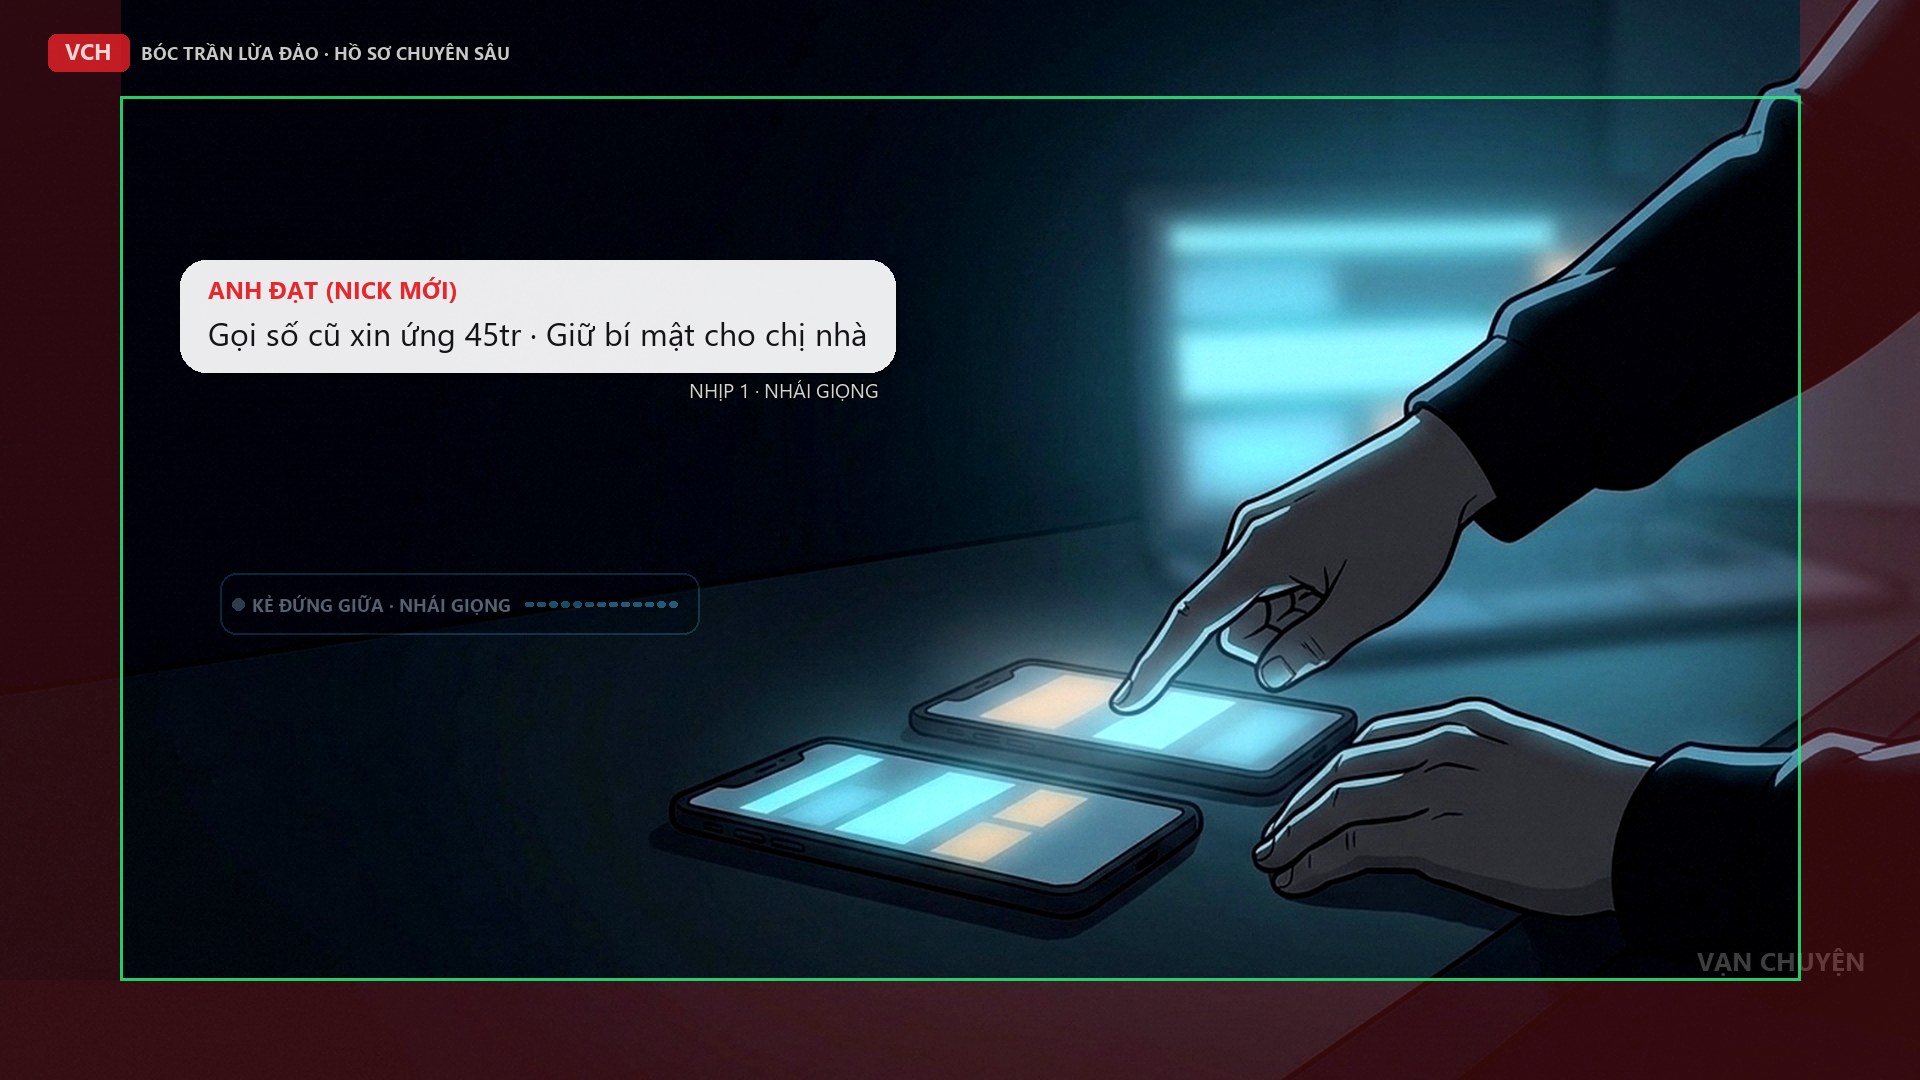 VCH BÓC TRẦN LỪA ĐẢO · HỒ SƠ CHUYÊN SÂU
ANH ĐẠT (NICK MỚI)
Gọi số cũ xin ứng 45tr · Giữ bí mật cho chị nhà
NHỊP 1 · NHÁI GIỌNG
KẺ ĐỨNG GIỮA · NHÁI GIỌNG
VẠN CHUYỆN